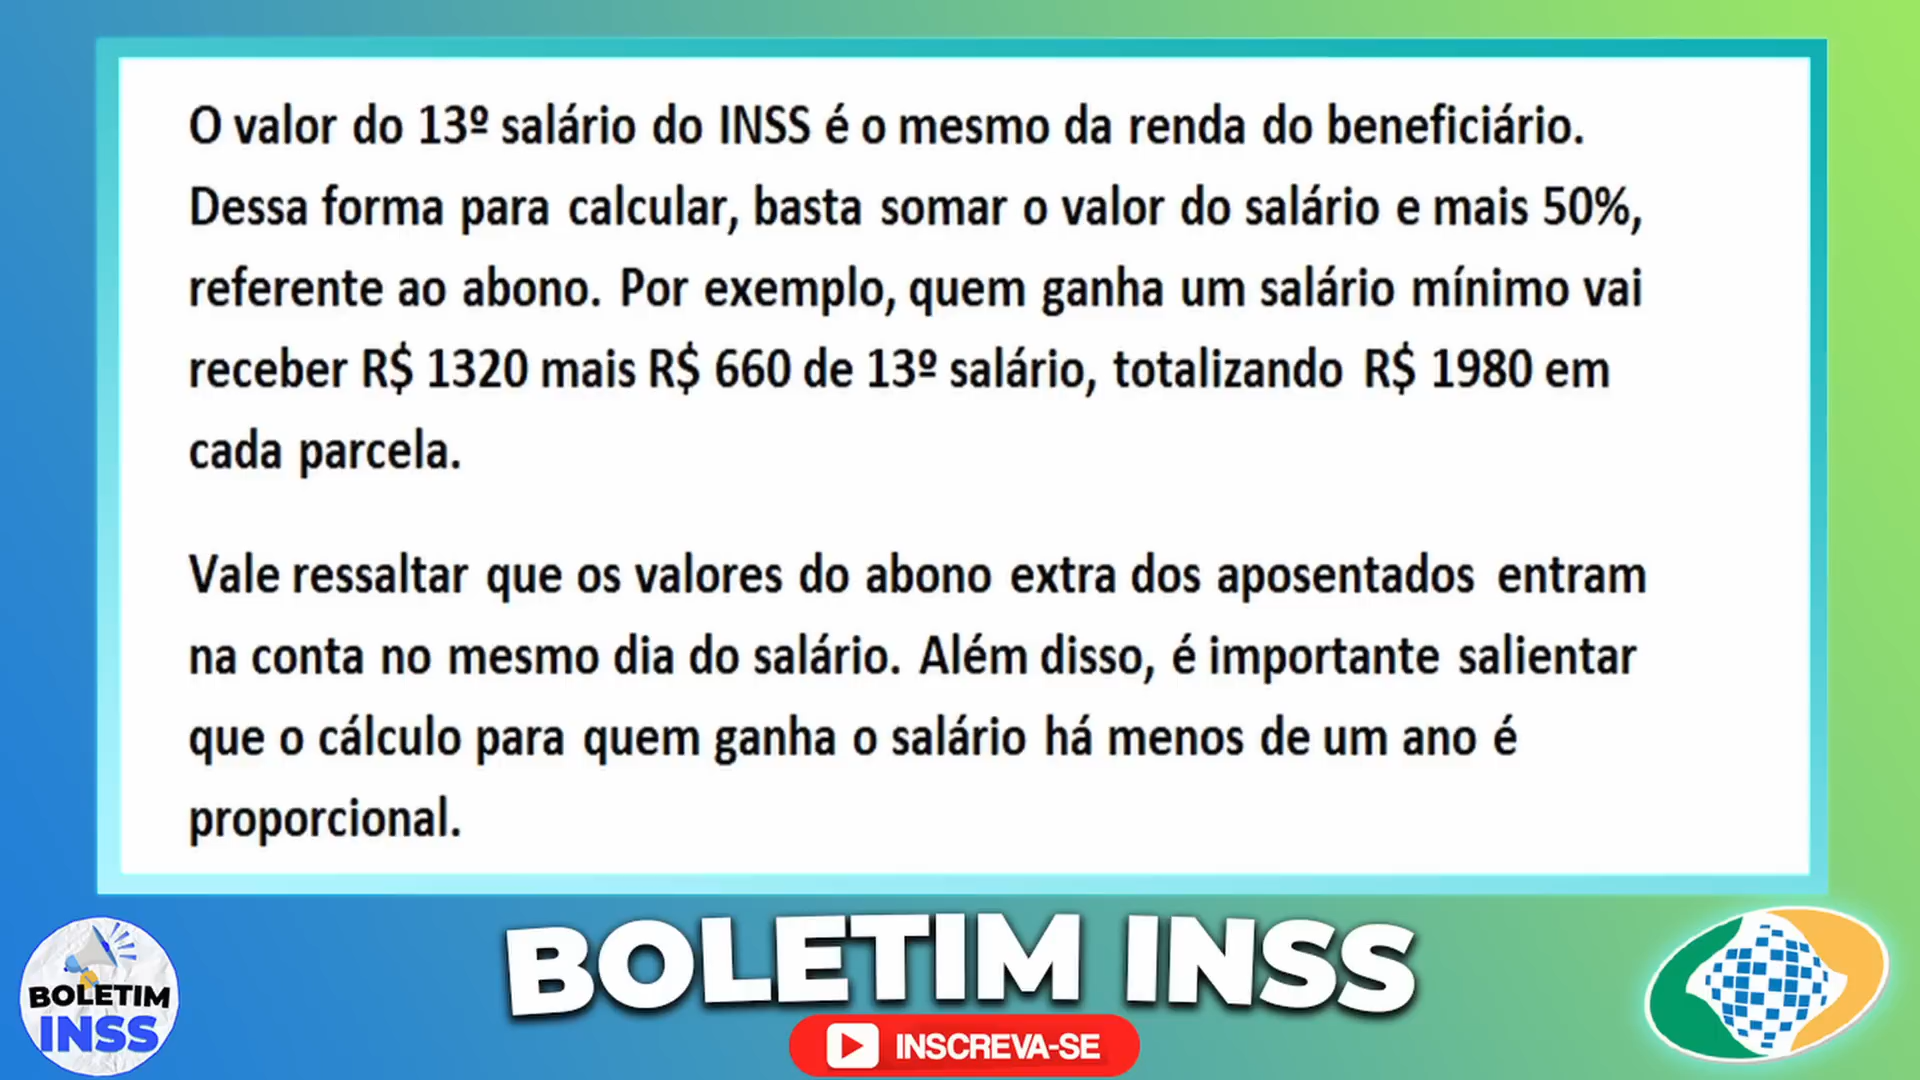 O valor do 13º salário do INSS é o mesmo da renda do beneficiário.
Dessa forma para calcular, basta somar o valor do salário e mais 50%,
referente ao abono. Por exemplo, quem ganha um salário mínimo vai
receber R$ 1320 mais R$ 660 de 13º salário, totalizando R$ 1980 em
cada parcela.
Vale ressaltar que os valores do abono extra dos aposentados entram
na conta no mesmo dia do salário. Além disso, é importante salientar
que o cálculo para quem ganha o salário há menos de um ano é
proporcional.
BOLETIM INSS
INSCREVA-SE
BOLETIM
INSS